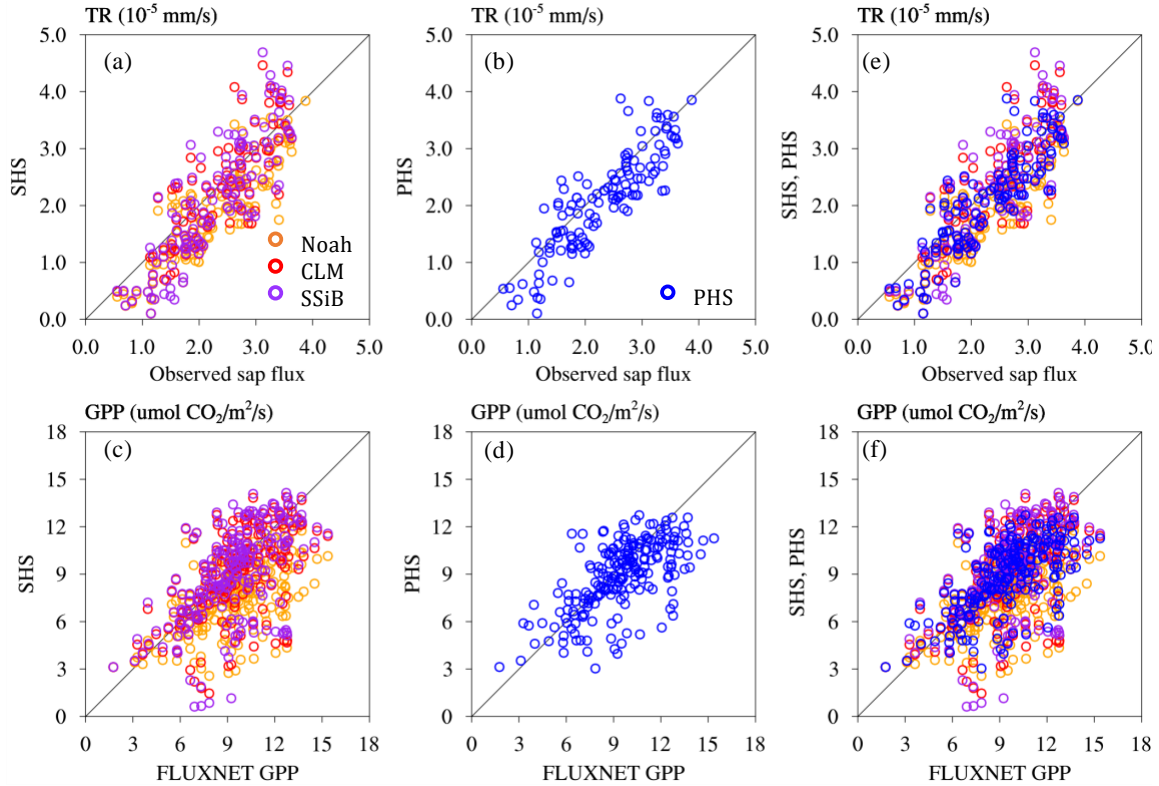 TR (10-5 mm/s)
TR (10-5 mm/s)
TR (10-5 mm/s)
(a)
5.0
4.0
3.0
2.0
1.0
0.0
SHS
Noah
CLM
SSiB
0.0 1.0 2.0 3.0 4.0 5.0
Observed sap flux
(b)
5.0
4.0
3.0
2.0
1.0
0.0
PHS
PHS
0.0 1.0 2.0 3.0 4.0 5.0
Observed sap flux
(e)
5.0
4.0
3.0
2.0
1.0
0.0
SHS, PHS
0.0 1.0 2.0 3.0 4.0 5.0
Observed sap flux
GPP (umol CO2/m2/s)
GPP (umol CO2/m2/s)
GPP (umol CO2/m2/s)
(c)
18
15
12
9
6
3
0
SHS
0 3 6 9 12 15 18
FLUXNET GPP
(d)
18
15
12
9
6
3
0
PHS
0 3 6 9 12 15 18
FLUXNET GPP
(f)
18
15
12
9
6
3
0
SHS, PHS
0 3 6 9 12 15 18
FLUXNET GPP